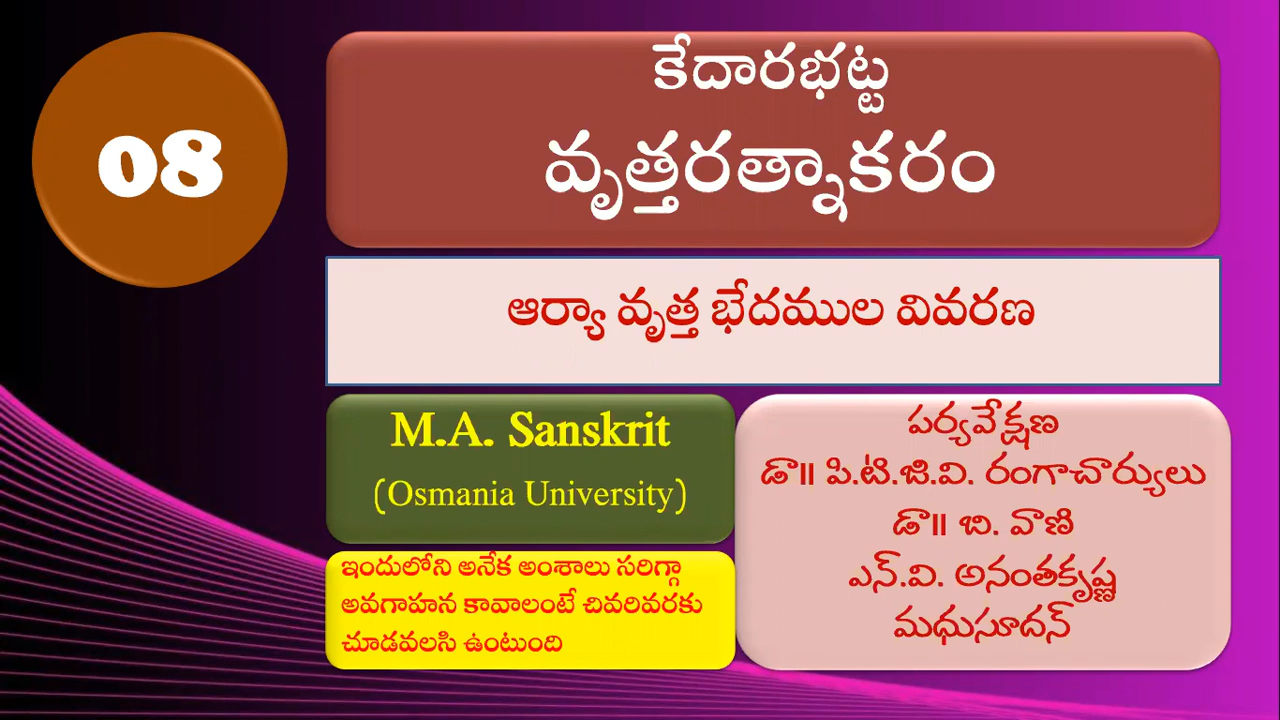 08
కేదారభట్ట
వృత్తరత్నాకరం
ఆర్యా వృత్త భేదముల వివరణ
M.A. Sanskrit
(Osmania University)
ఇందులోని అనేక అంశాలు సరిగ్గా
అవగాహన కావాలంటే చివరివరకు
చూడవలసి ఉంటుంది
పర్యవేక్షణ
డా॥ పి.టి.జి.వి. రంగాచార్యులు
డా॥ బి. వాణి
ఎన్.వి. అనంతకృష్ణ
మధుసూదన్